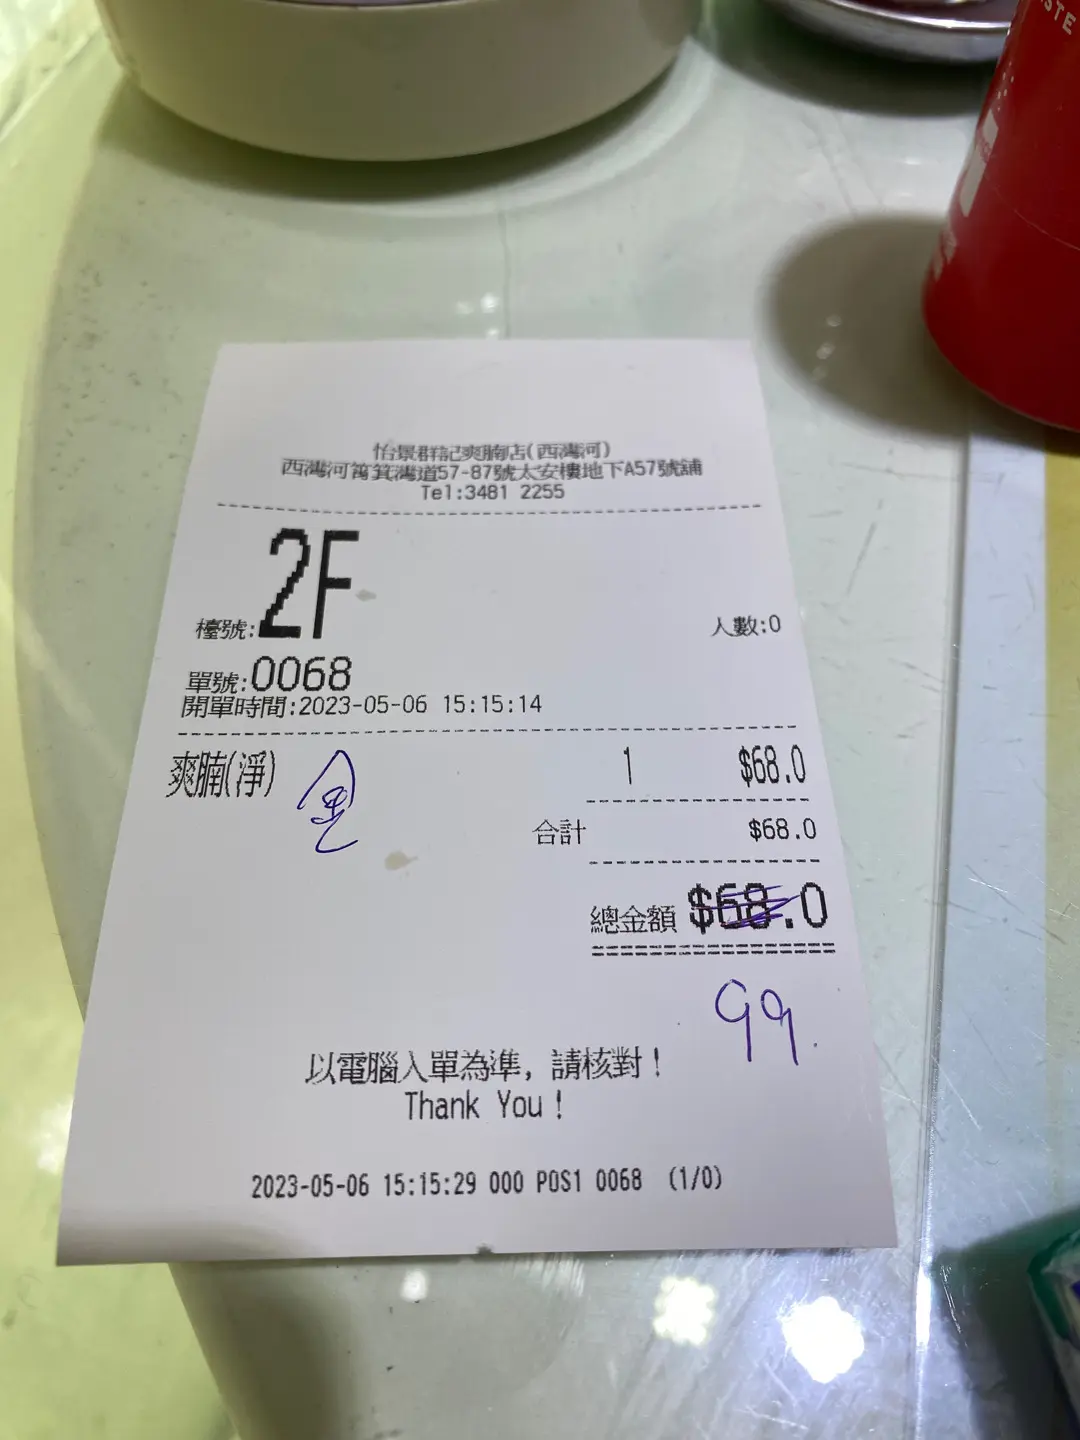 怡景群記爽腩店(西灣河)
西灣河筲箕灣道57-87號太安樓地下A57號舖
Tel:3481 2255
檯號:2F
人數:0
單號:0068
開單時間:2023-05-06 15:15:14
爽腩(淨) 1 $68.0
合計 $68.0
總金額 $68.0
99
以電腦入單為準，請核對！
Thank You！
2023-05-06 15:15:29 000 POS1 0068 (1/0)
STE